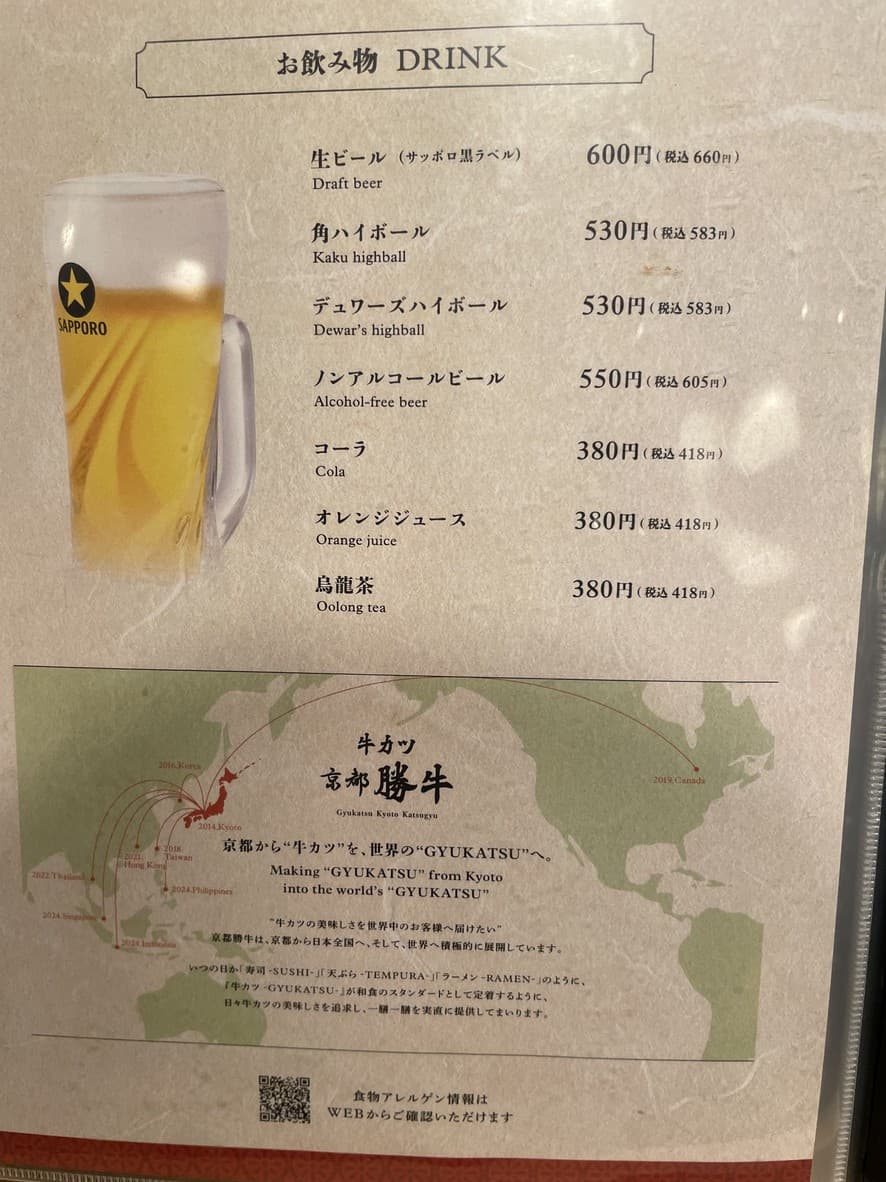 お飲み物 DRINK
生ビール (サッポロ黒ラベル) 600円(税込 660円)
Draft beer
角ハイボール 530円(税込 583円)
Kaku highball
デュワーズハイボール 530円(税込 583円)
Dewar's highball
ノンアルコールビール 550円(税込 605円)
Alcohol-free beer
コーラ 380円(税込 418円)
Cola
オレンジジュース 380円(税込 418円)
Orange juice
烏龍茶 380円(税込 418円)
Oolong tea
SAPPORO
牛カツ
京都 勝牛
Gyukatsu Kyoto Katsugyu
2016.Korea
2019.Canada
2014.Kyoto
2018
Taiwan
2021
Hong Kong
2022.Thailand
2024.Philippines
2024.Singapore
2024.Indonesia
京都から“牛カツ”を、世界の“GYUKATSU”へ。
Making “GYUKATSU” from Kyoto
into the world's “GYUKATSU”
“牛カツの美味しさを世界中のお客様へ届けたい”
京都勝牛は、京都から日本全国へ、そして、世界へ積極的に展開しています。
いつの日か「寿司 -SUSHI-」「天ぷら -TEMPURA-」「ラーメン -RAMEN-」のように、
『牛カツ -GYUKATSU-』が和食のスタンダードとして定着するように、
日々牛カツの美味しさを追求し、一膳一膳を実直に提供してまいります。
食物アレルゲン情報は
WEBからご確認いただけます